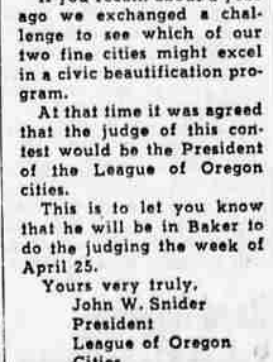 ago we exchanged a chal-
lenge to see which of our
two fine cities might excel
in a civic beautification pro-
gram.
At that time it was agreed
that the judge of this con-
test would be the President
of the League of Oregon
cities.
This is to let you know
that he will be in Baker to
do the judging the week of
April 25.
Yours very truly,
John W. Snider
President
League of Oregon
Cities